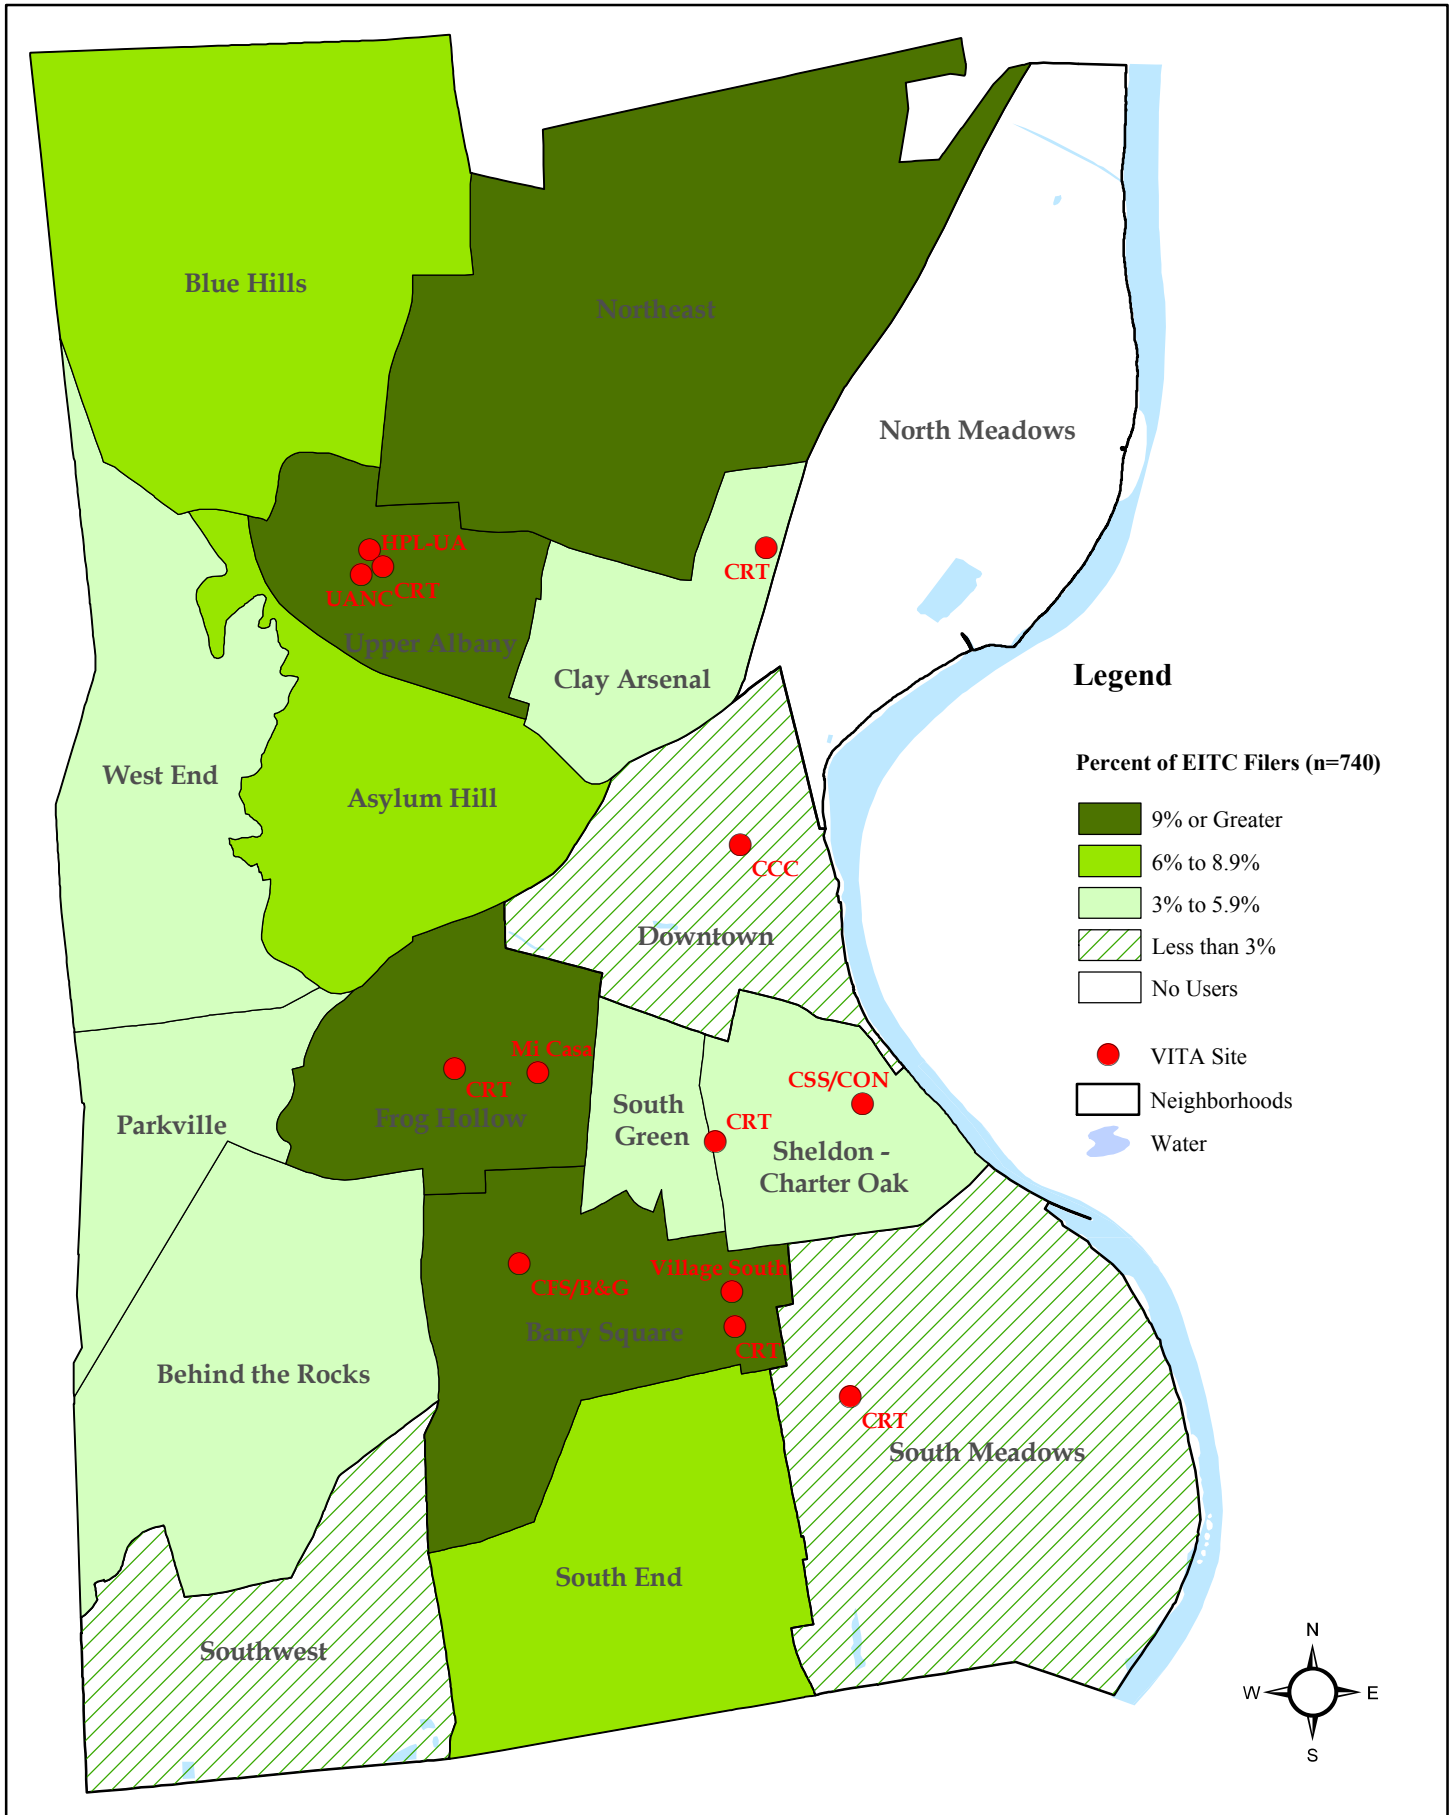 Blue Hills
Northeast
North Meadows
HPL-UA
CRT
UANC
CRT
Upper Albany
Clay Arsenal
Legend
West End
Asylum Hill
Percent of EITC Filers (n=740)
9% or Greater
6% to 8.9%
3% to 5.9%
Less than 3%
No Users
VITA Site
Neighborhoods
Water
CCC
Downtown
Mi Casa
CRT
Frog Hollow
CSS/CON
South
Green
CRT
Parkville
Sheldon -
Charter Oak
Village South
CFS/B&G
Barry Square
CRT
Behind the Rocks
CRT
South Meadows
South End
Southwest
N
W
E
S